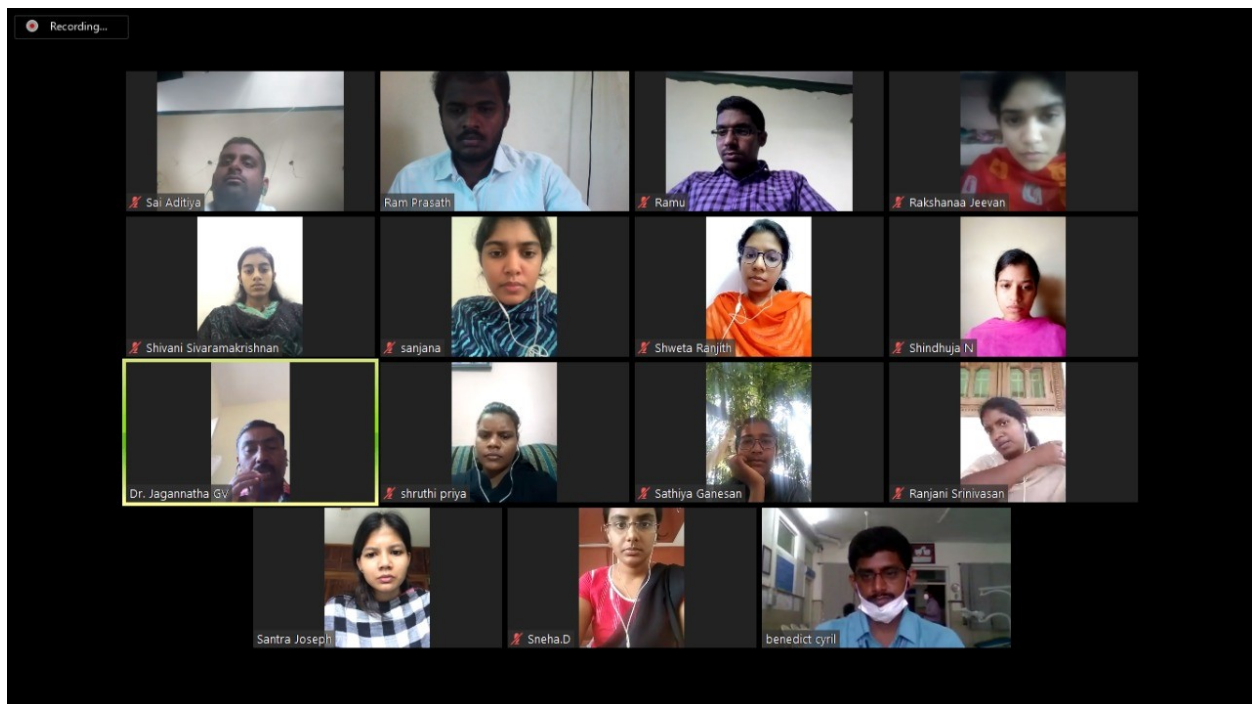 Recording...
Sai Aditiya
Ram Prasath
Ramu
Rakshanaa Jeevan
Shivani Sivaramakrishnan
sanjana
Shweta Ranjith
Shindhuja N
Dr. Jagannatha GV
shruthi priya
Sathiya Ganesan
Ranjani Srinivasan
Santra Joseph
Sneha.D
benedict cyril